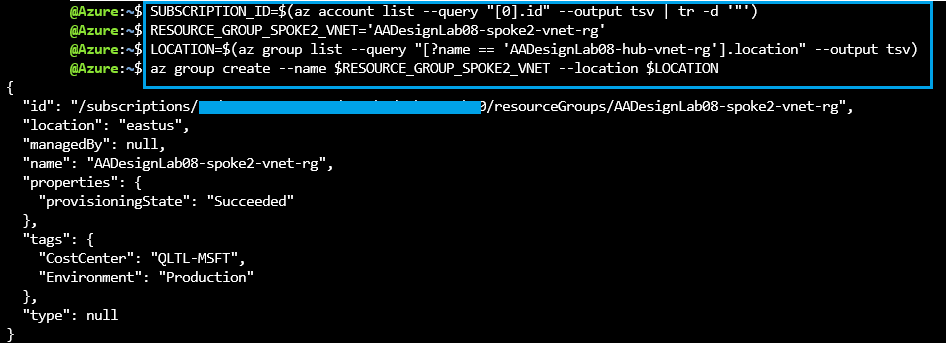 @Azure:~$ SUBSCRIPTION_ID=$(az account list --query "[0].id" --output tsv | tr -d '"')
@Azure:~$ RESOURCE_GROUP_SPOKE2_VNET='AADesignLab08-spoke2-vnet-rg'
@Azure:~$ LOCATION=$(az group list --query "[?name == 'AADesignLab08-hub-vnet-rg'].location" --output tsv)
@Azure:~$ az group create --name $RESOURCE_GROUP_SPOKE2_VNET --location $LOCATION
{
  "id": "/subscriptions/0/resourceGroups/AADesignLab08-spoke2-vnet-rg",
  "location": "eastus",
  "managedBy": null,
  "name": "AADesignLab08-spoke2-vnet-rg",
  "properties": {
    "provisioningState": "Succeeded"
  },
  "tags": {
    "CostCenter": "QLTL-MSFT",
    "Environment": "Production"
  },
  "type": null
}